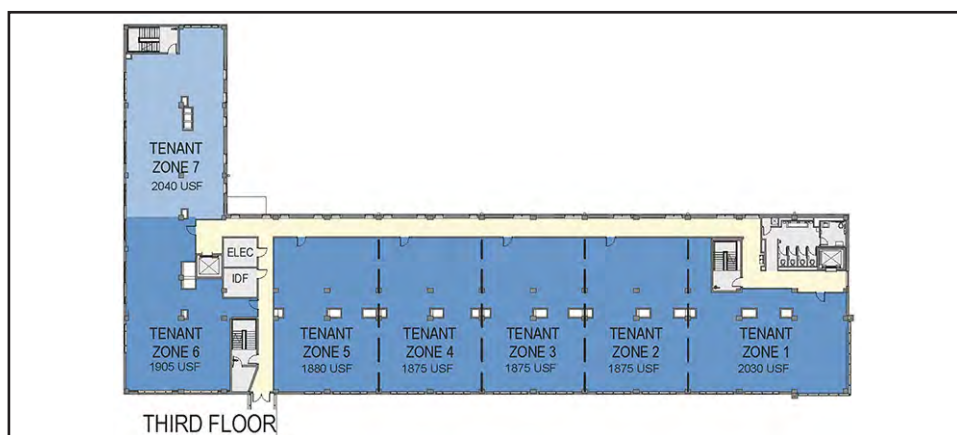 TENANT
ZONE 7
2040 USF
ELEC
IDF
TENANT
ZONE 6
1905 USF
TENANT
ZONE 5
1880 USF
TENANT
ZONE 4
1875 USF
TENANT
ZONE 3
1875 USF
TENANT
ZONE 2
1875 USF
TENANT
ZONE 1
2030 USF
THIRD FLOOR